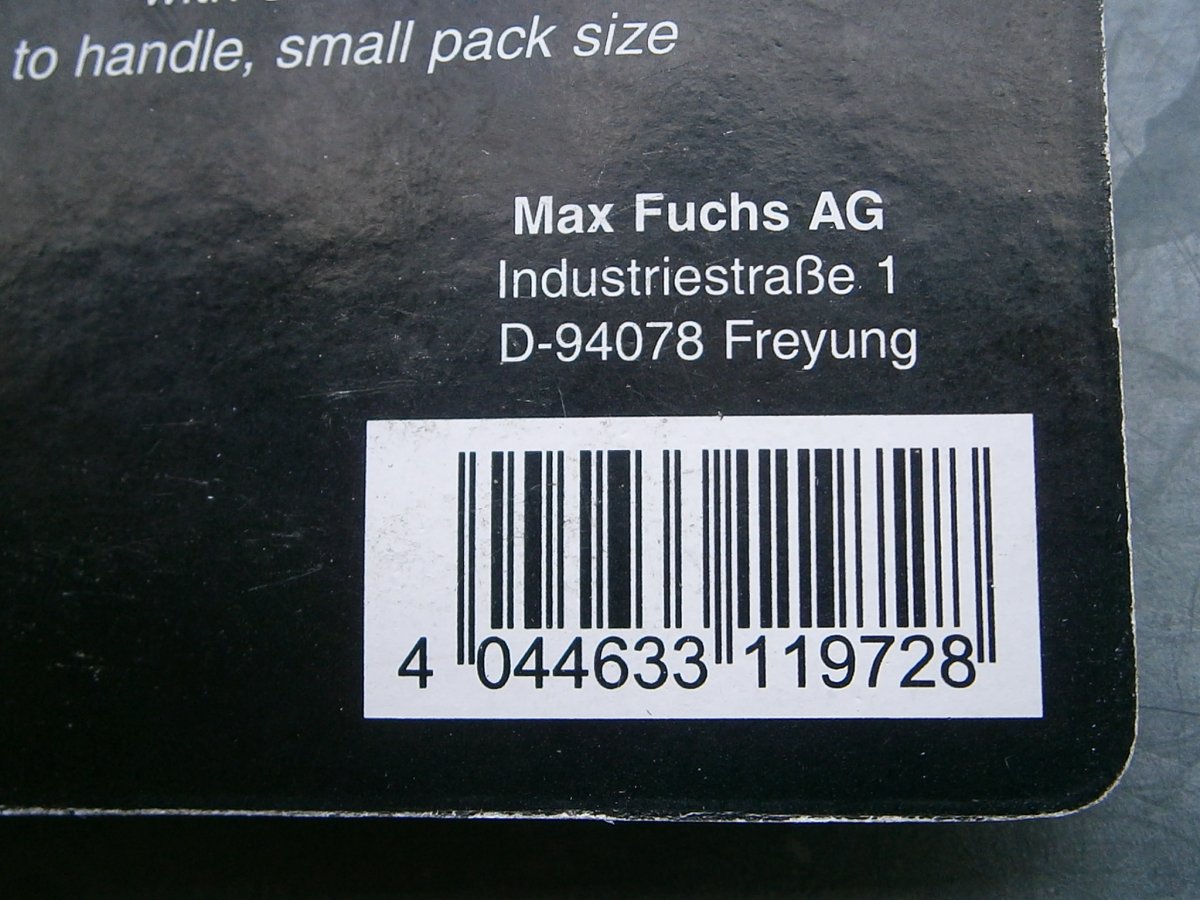 to handle, small pack size
Max Fuchs AG
Industriestraße 1
D-94078 Freyung
4 044633 119728